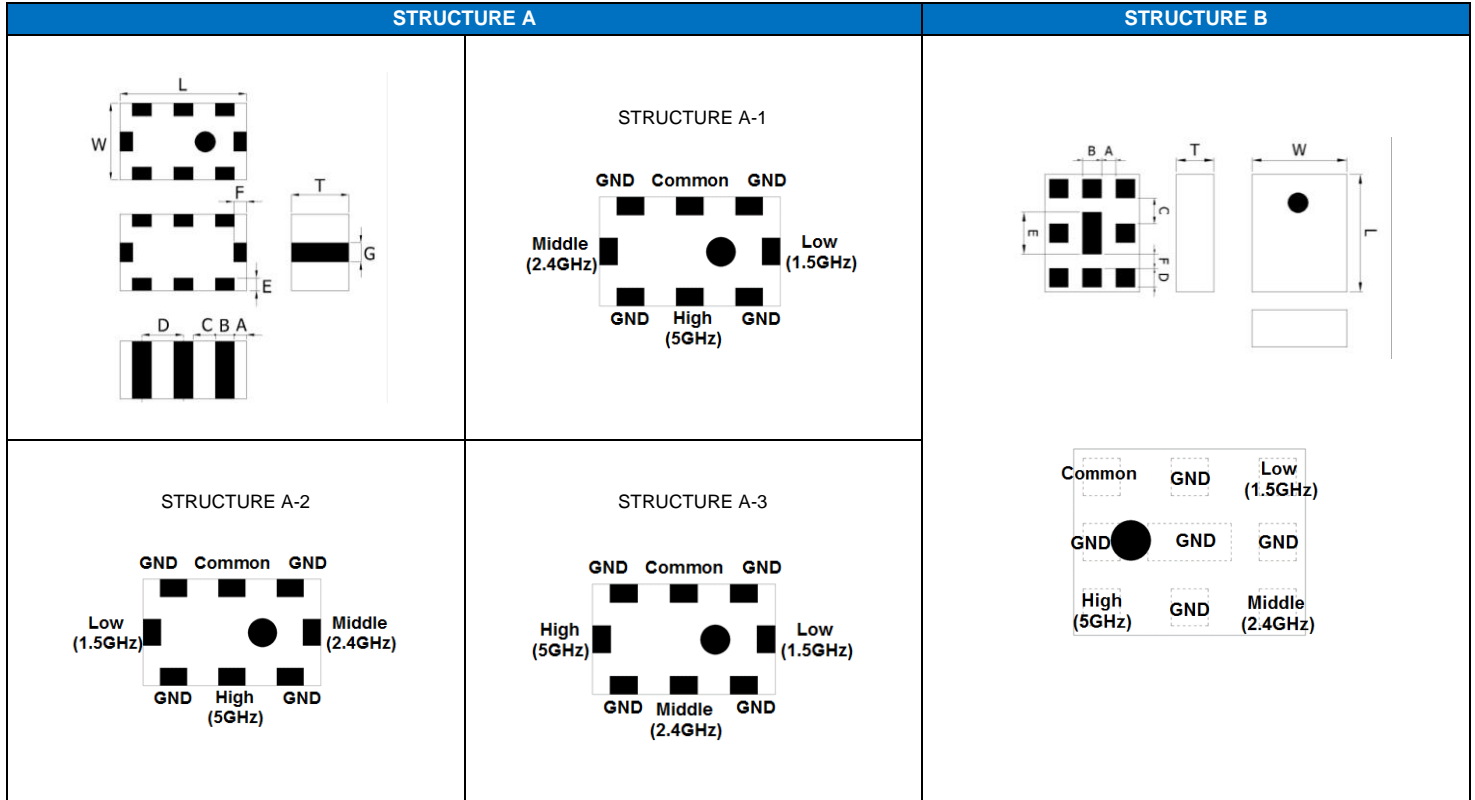 STRUCTURE A
STRUCTURE B
L
W
F
T
G
E
D C B A
STRUCTURE A-1
GND Common GND
Middle
(2.4GHz)
Low
(1.5GHz)
GND High GND
(5GHz)
B A T W
C
E
L
F
D
Common GND Low
(1.5GHz)
GND GND GND
High
(5GHz)
GND
Middle
(2.4GHz)
STRUCTURE A-2
GND Common GND
Low
(1.5GHz)
Middle
(2.4GHz)
GND High GND
(5GHz)
STRUCTURE A-3
GND Common GND
High
(5GHz)
Low
(1.5GHz)
GND Middle GND
(2.4GHz)